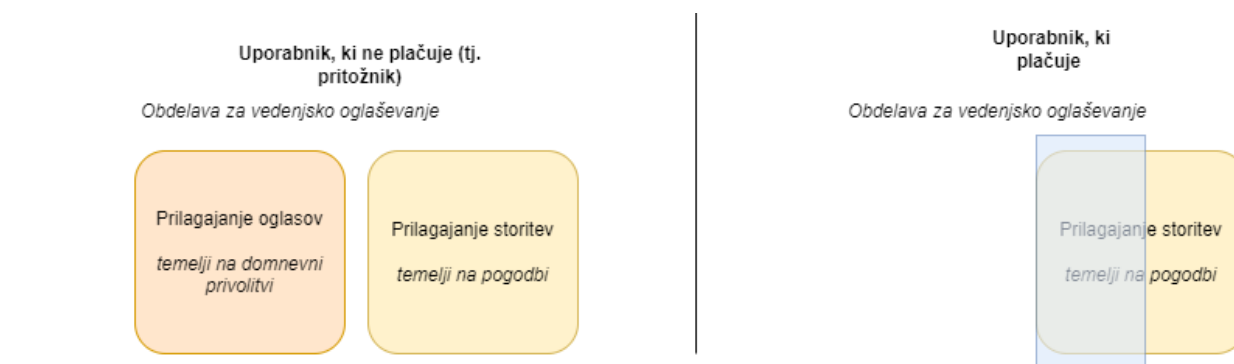 Uporabnik, ki ne plačuje (tj.
pritožnik)
Obdelava za vedenjsko oglaševanje
Prilagajanje oglasov
temelji na domnevni
privolitvi
Prilagajanje storitev
temelji na pogodbi
Uporabnik, ki
plačuje
Obdelava za vedenjsko oglaševanje
Prilagajanje storitev
temelji na pogodbi